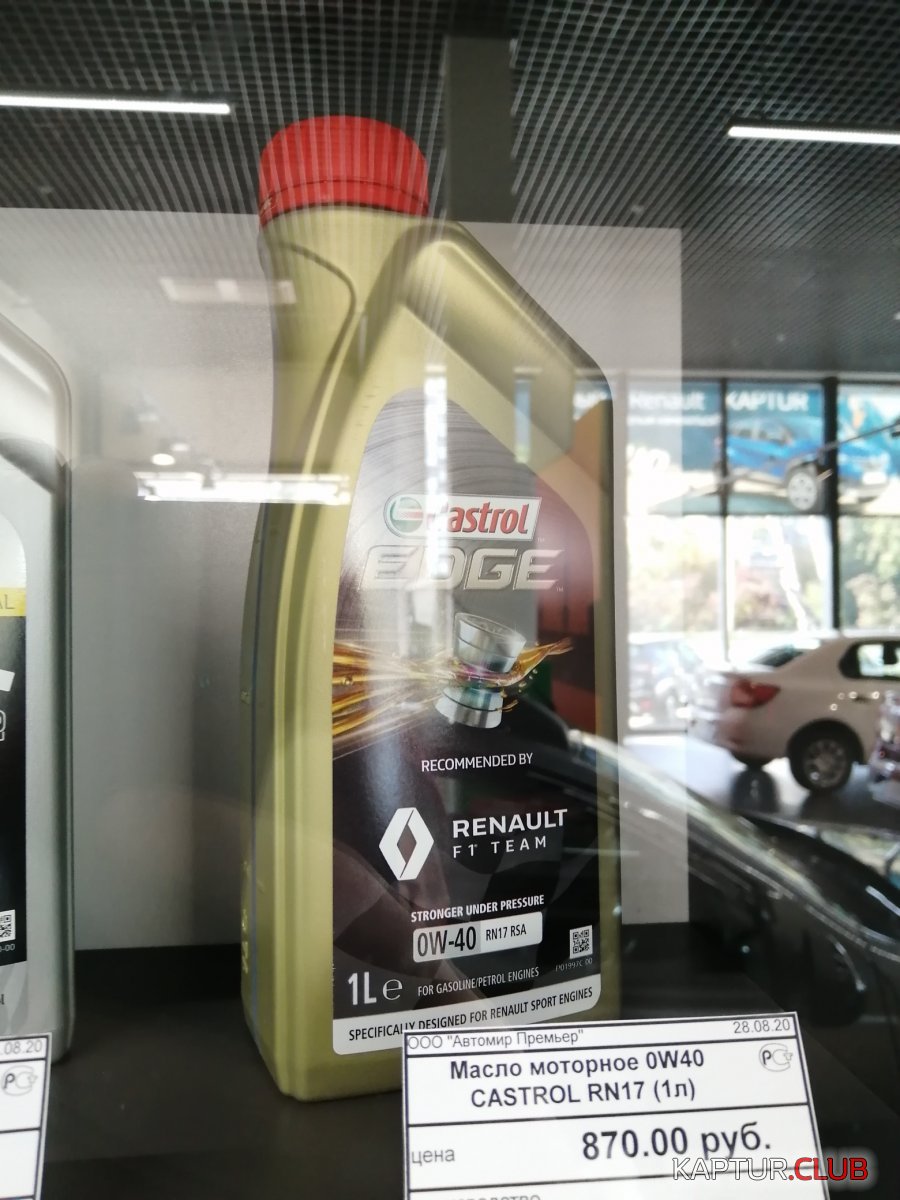 Renault KAPTUR
Castrol
EDGE
RECOMMENDED BY
RENAULT
F1 TEAM
STRONGER UNDER PRESSURE
0W-40 RN17 RSA
1L e FOR GASOLINE/PETROL ENGINES
SPECIFICALLY DESIGNED FOR RENAULT SPORT ENGINES
.08.20
ООО "Автомир Премьер" 28.08.20
Масло моторное 0W40
CASTROL RN17 (1л)
цена 870.00 руб.
KAPTUR.CLUB